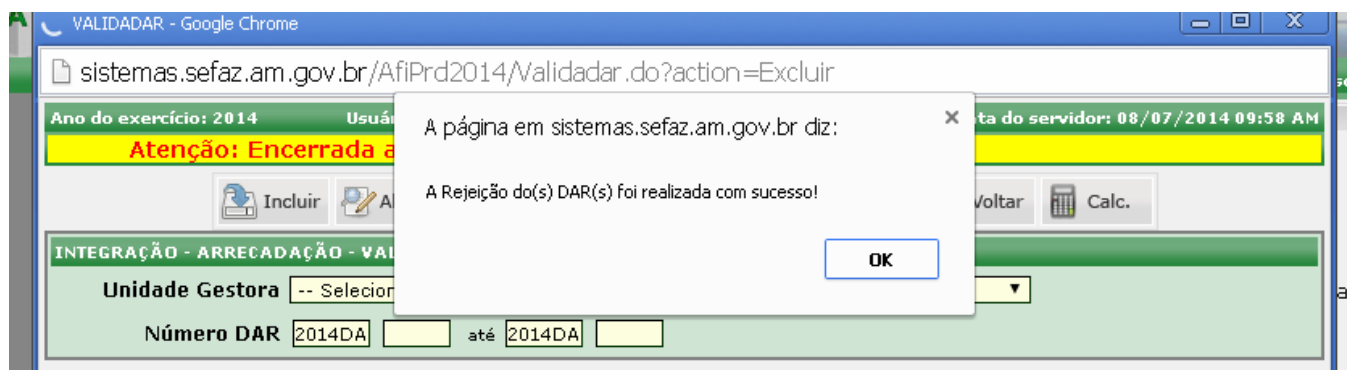 VALIDADAR - Google Chrome
sistemas.sefaz.am.gov.br/AfiPrd2014/Validadar.do?action=Excluir
Ano do exercício: 2014 Usuár ta do servidor: 08/07/2014 09:58 AM
Atenção: Encerrada a
A página em sistemas.sefaz.am.gov.br diz:
A Rejeição do(s) DAR(s) foi realizada com sucesso!
OK
Incluir Al Voltar Calc.
INTEGRAÇÃO - ARRECADAÇÃO - VAL
Unidade Gestora -- Selecion
Número DAR 2014DA até 2014DA